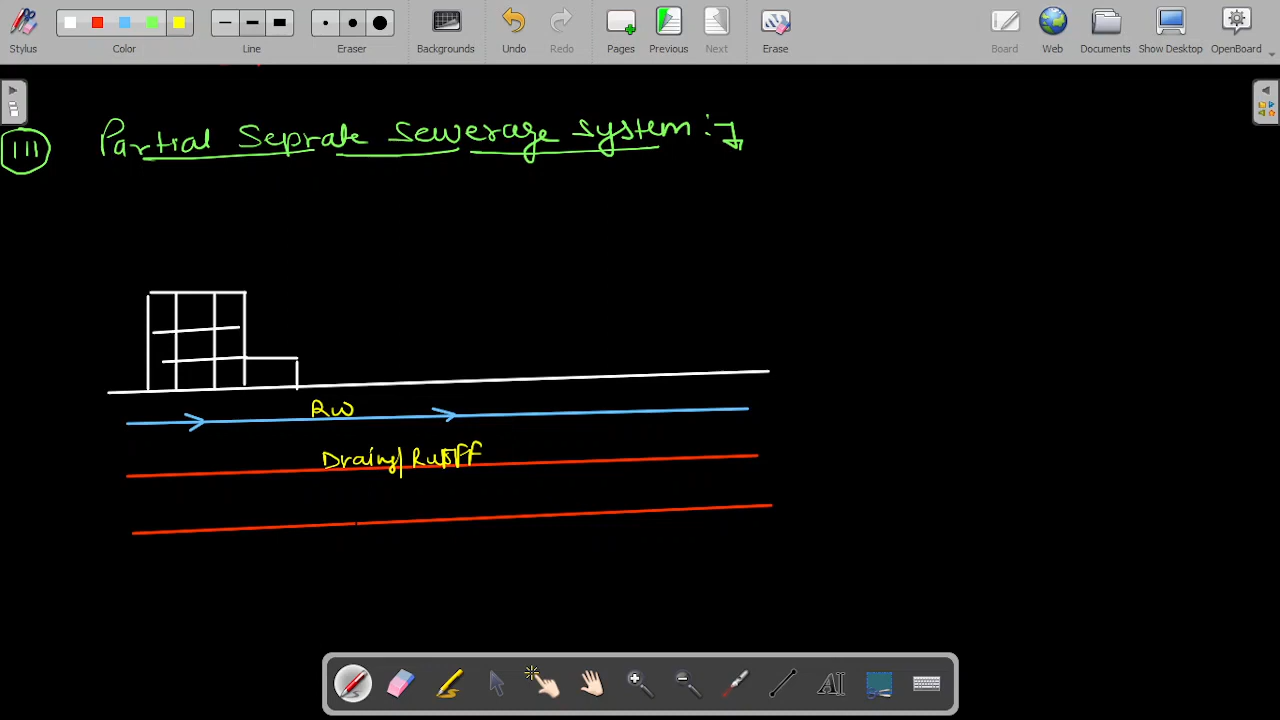 Stylus
Color
Line
Eraser
Backgrounds
Undo
Redo
Pages
Previous
Next
Erase
Board
Web
Documents
Show Desktop
OpenBoard
III Partial Seprate Sewerage system :-
RW
Drainy/Runoff